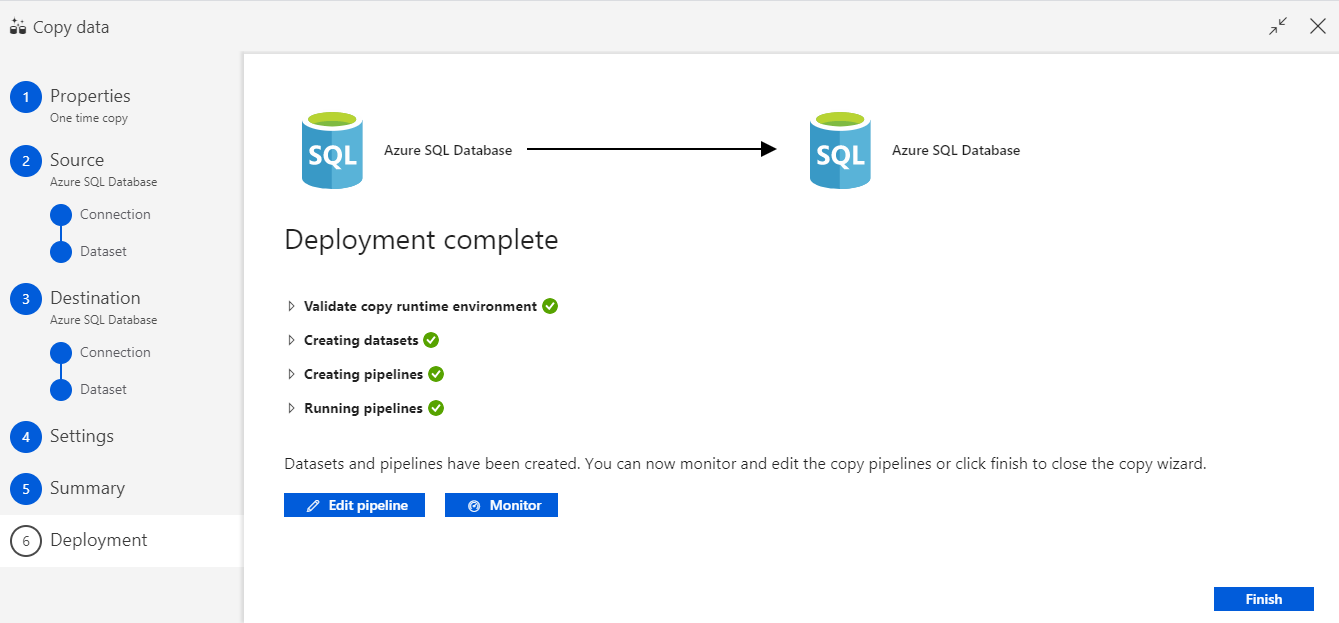 Copy data
1 Properties
One time copy
2 Source
Azure SQL Database
Connection
Dataset
3 Destination
Azure SQL Database
Connection
Dataset
4 Settings
5 Summary
6 Deployment
SQL Azure SQL Database
SQL Azure SQL Database
Deployment complete
Validate copy runtime environment
Creating datasets
Creating pipelines
Running pipelines
Datasets and pipelines have been created. You can now monitor and edit the copy pipelines or click finish to close the copy wizard.
Edit pipeline
Monitor
Finish